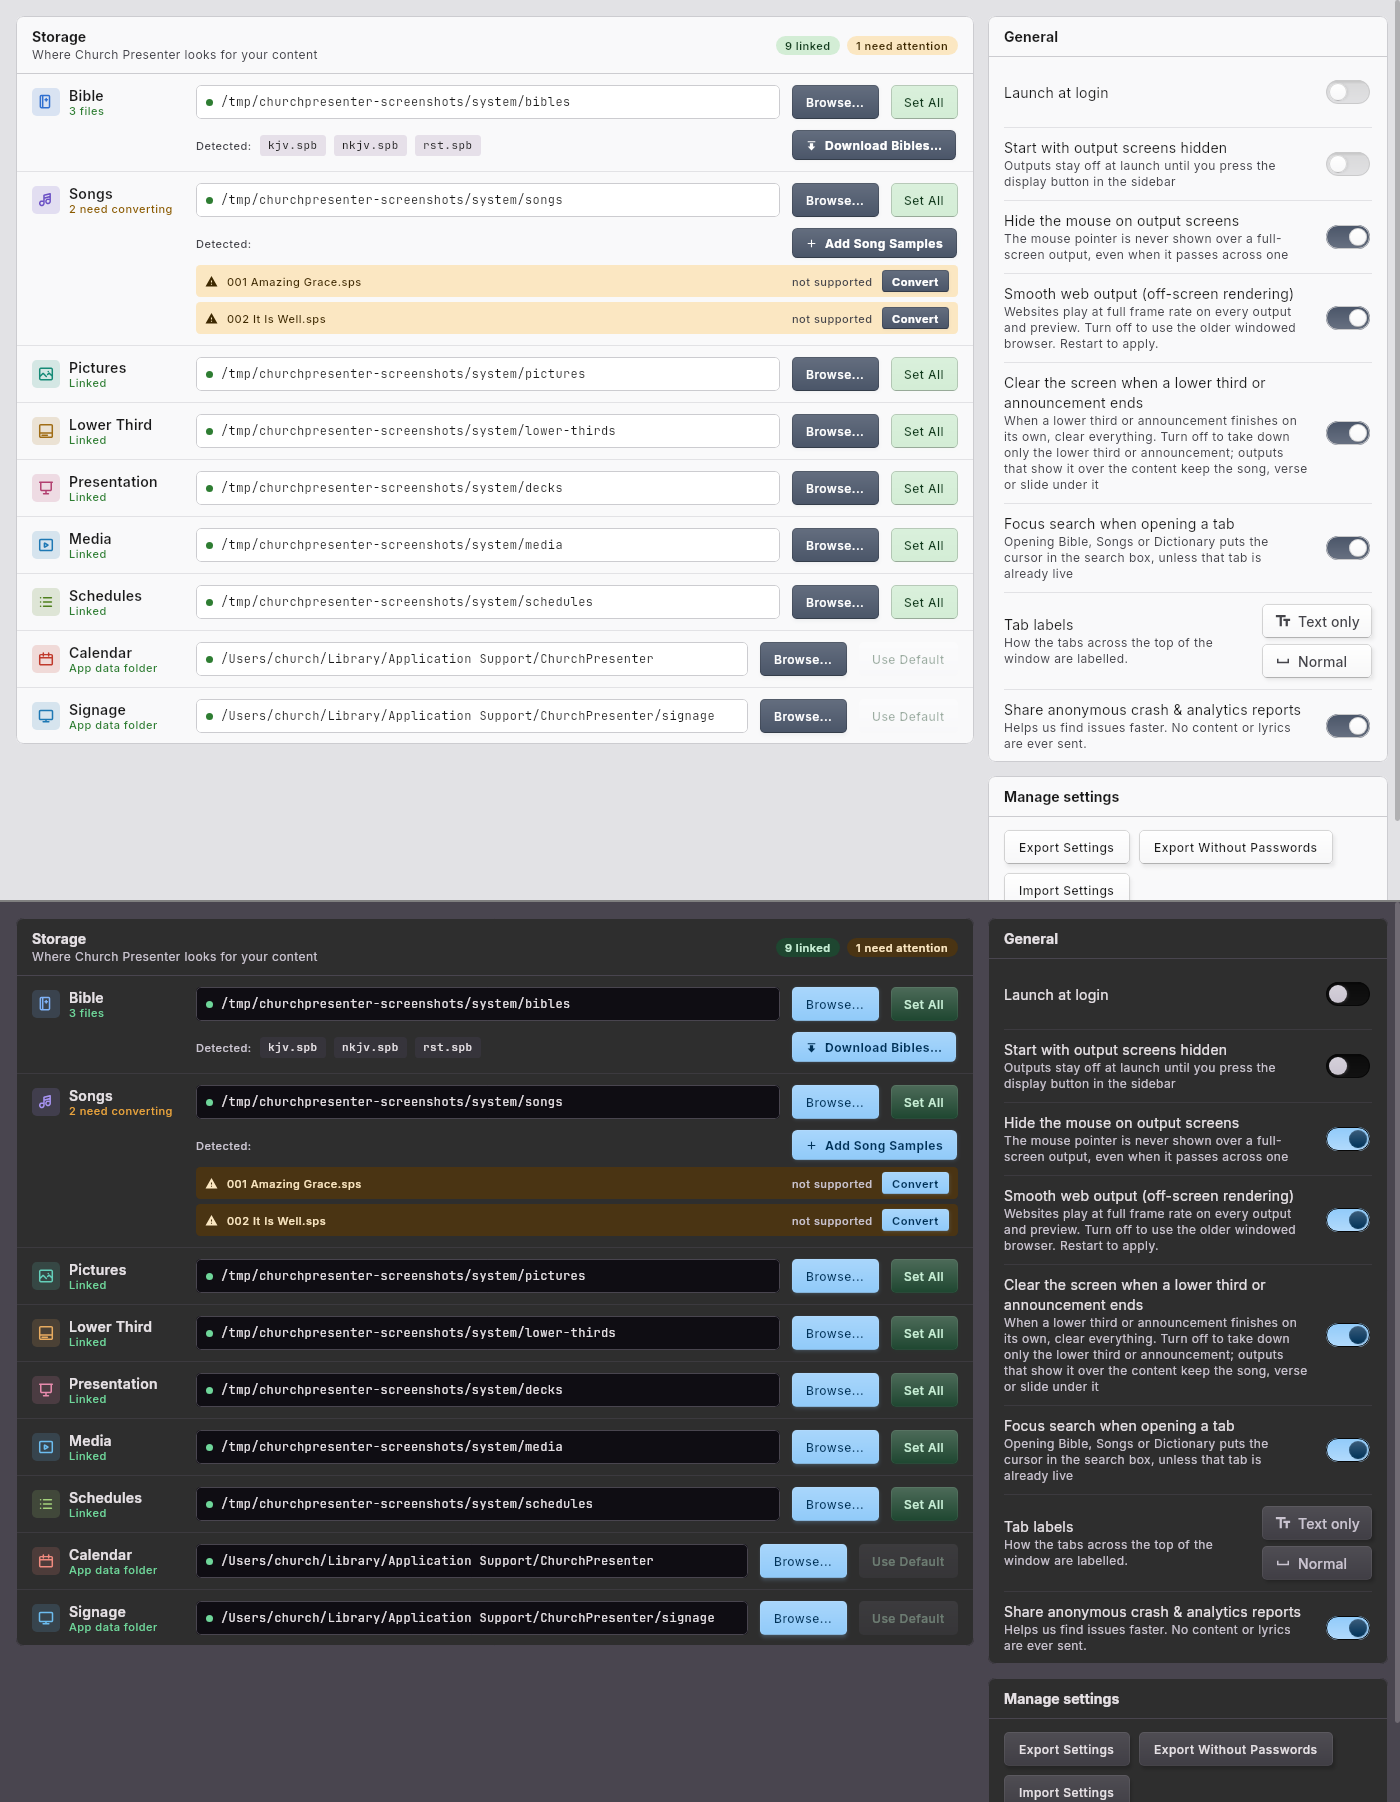 Storage
Where Church Presenter looks for your content
9 linked
1 need attention
Bible
3 files
/tmp/churchpresenter-screenshots/system/bibles
Browse...
Set All
Detected:
kjv.spb
nkjv.spb
rst.spb
Download Bibles...
Songs
2 need converting
/tmp/churchpresenter-screenshots/system/songs
Browse...
Set All
Detected:
Add Song Samples
001 Amazing Grace.sps
not supported
Convert
002 It Is Well.sps
not supported
Convert
Pictures
Linked
/tmp/churchpresenter-screenshots/system/pictures
Browse...
Set All
Lower Third
Linked
/tmp/churchpresenter-screenshots/system/lower-thirds
Browse...
Set All
Presentation
Linked
/tmp/churchpresenter-screenshots/system/decks
Browse...
Set All
Media
Linked
/tmp/churchpresenter-screenshots/system/media
Browse...
Set All
Schedules
Linked
/tmp/churchpresenter-screenshots/system/schedules
Browse...
Set All
Calendar
App data folder
/Users/church/Library/Application Support/ChurchPresenter
Browse...
Use Default
Signage
App data folder
/Users/church/Library/Application Support/ChurchPresenter/signage
Browse...
Use Default
General
Launch at login
Start with output screens hidden
Outputs stay off at launch until you press the
display button in the sidebar
Hide the mouse on output screens
The mouse pointer is never shown over a full-
screen output, even when it passes across one
Smooth web output (off-screen rendering)
Websites play at full frame rate on every output
and preview. Turn off to use the older windowed
browser. Restart to apply.
Clear the screen when a lower third or
announcement ends
When a lower third or announcement finishes on
its own, clear everything. Turn off to take down
only the lower third or announcement; outputs
that show it over the content keep the song, verse
or slide under it
Focus search when opening a tab
Opening Bible, Songs or Dictionary puts the
cursor in the search box, unless that tab is
already live
Tab labels
How the tabs across the top of the
window are labelled.
Text only
Normal
Share anonymous crash & analytics reports
Helps us find issues faster. No content or lyrics
are ever sent.
Manage settings
Export Settings
Export Without Passwords
Import Settings
Storage
Where Church Presenter looks for your content
9 linked
1 need attention
Bible
3 files
/tmp/churchpresenter-screenshots/system/bibles
Browse...
Set All
Detected:
kjv.spb
nkjv.spb
rst.spb
Download Bibles...
Songs
2 need converting
/tmp/churchpresenter-screenshots/system/songs
Browse...
Set All
Detected:
Add Song Samples
001 Amazing Grace.sps
not supported
Convert
002 It Is Well.sps
not supported
Convert
Pictures
Linked
/tmp/churchpresenter-screenshots/system/pictures
Browse...
Set All
Lower Third
Linked
/tmp/churchpresenter-screenshots/system/lower-thirds
Browse...
Set All
Presentation
Linked
/tmp/churchpresenter-screenshots/system/decks
Browse...
Set All
Media
Linked
/tmp/churchpresenter-screenshots/system/media
Browse...
Set All
Schedules
Linked
/tmp/churchpresenter-screenshots/system/schedules
Browse...
Set All
Calendar
App data folder
/Users/church/Library/Application Support/ChurchPresenter
Browse...
Use Default
Signage
App data folder
/Users/church/Library/Application Support/ChurchPresenter/signage
Browse...
Use Default
General
Launch at login
Start with output screens hidden
Outputs stay off at launch until you press the
display button in the sidebar
Hide the mouse on output screens
The mouse pointer is never shown over a full-
screen output, even when it passes across one
Smooth web output (off-screen rendering)
Websites play at full frame rate on every output
and preview. Turn off to use the older windowed
browser. Restart to apply.
Clear the screen when a lower third or
announcement ends
When a lower third or announcement finishes on
its own, clear everything. Turn off to take down
only the lower third or announcement; outputs
that show it over the content keep the song, verse
or slide under it
Focus search when opening a tab
Opening Bible, Songs or Dictionary puts the
cursor in the search box, unless that tab is
already live
Tab labels
How the tabs across the top of the
window are labelled.
Text only
Normal
Share anonymous crash & analytics reports
Helps us find issues faster. No content or lyrics
are ever sent.
Manage settings
Export Settings
Export Without Passwords
Import Settings